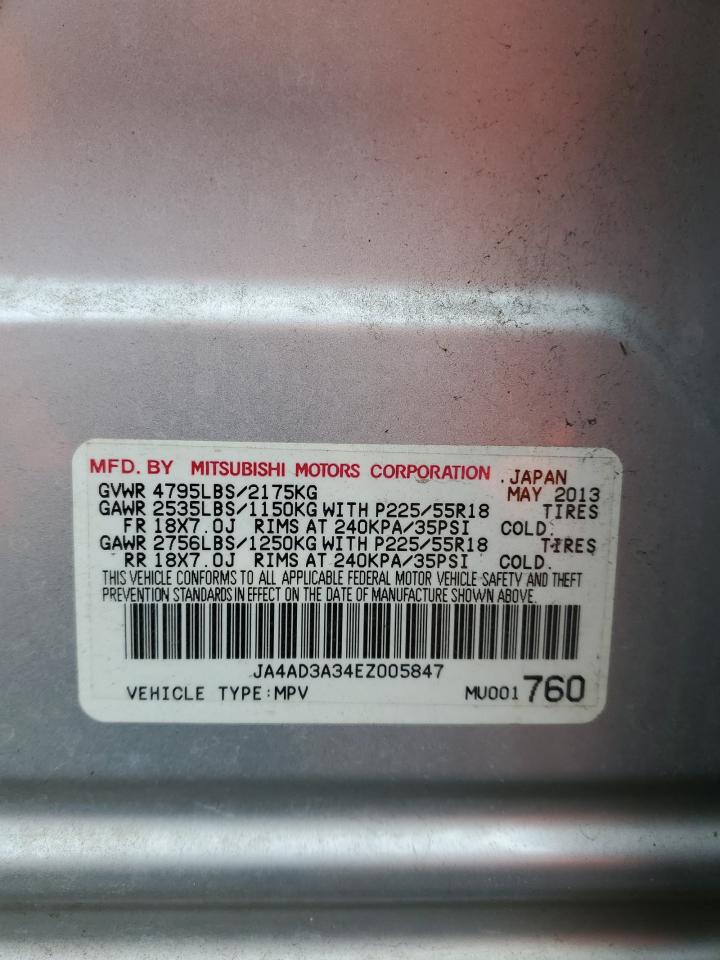 MFD. BY MITSUBISHI MOTORS CORPORATION .JAPAN
GVWR 4795LBS/2175KG MAY 2013
GAWR 2535LBS/1150KG WITH P225/55R18 TIRES
FR 18X7.0J RIMS AT 240KPA/35PSI COLD.
GAWR 2756LBS/1250KG WITH P225/55R18 TIRES
RR 18X7.0J RIMS AT 240KPA/35PSI COLD.
THIS VEHICLE CONFORMS TO ALL APPLICABLE FEDERAL MOTOR VEHICLE SAFETY AND THEFT
PREVENTION STANDARDS IN EFFECT ON THE DATE OF MANUFACTURE SHOWN ABOVE.
JA4AD3A34EZ005847
VEHICLE TYPE:MPV MU001760